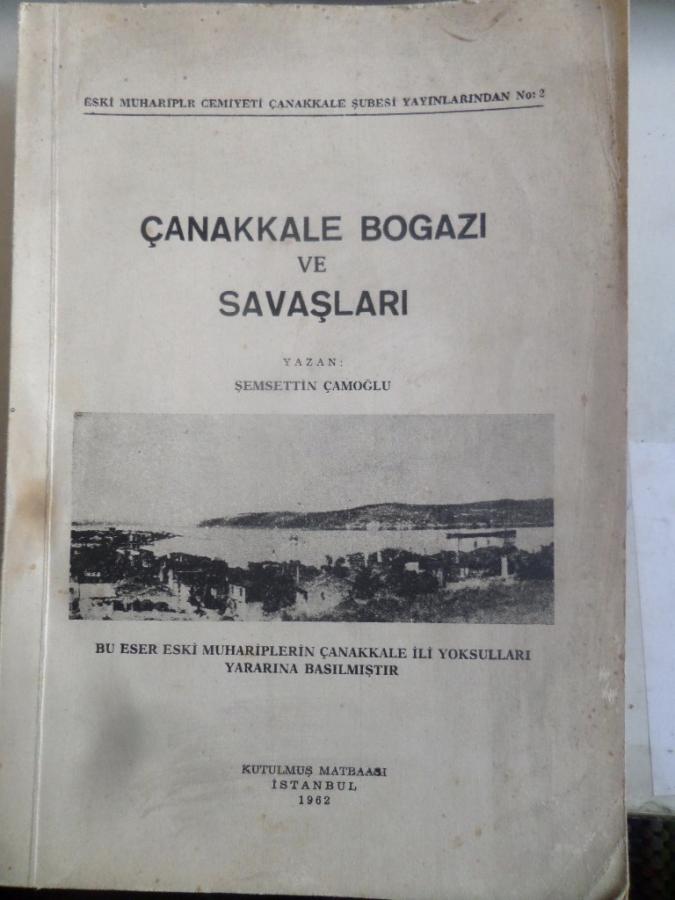 ESKİ MUHARİPLR CEMİYETİ ÇANAKKALE ŞUBESİ YAYINLARINDAN No: 2
ÇANAKKALE BOGAZI
VE
SAVAŞLARI
YAZAN:
ŞEMSETTİN ÇAMOĞLU
BU ESER ESKİ MUHARİPLERİN ÇANAKKALE İLİ YOKSULLARI
YARARINA BASILMIŞTIR
KUTULMUŞ MATBAASI
İSTANBUL
1962